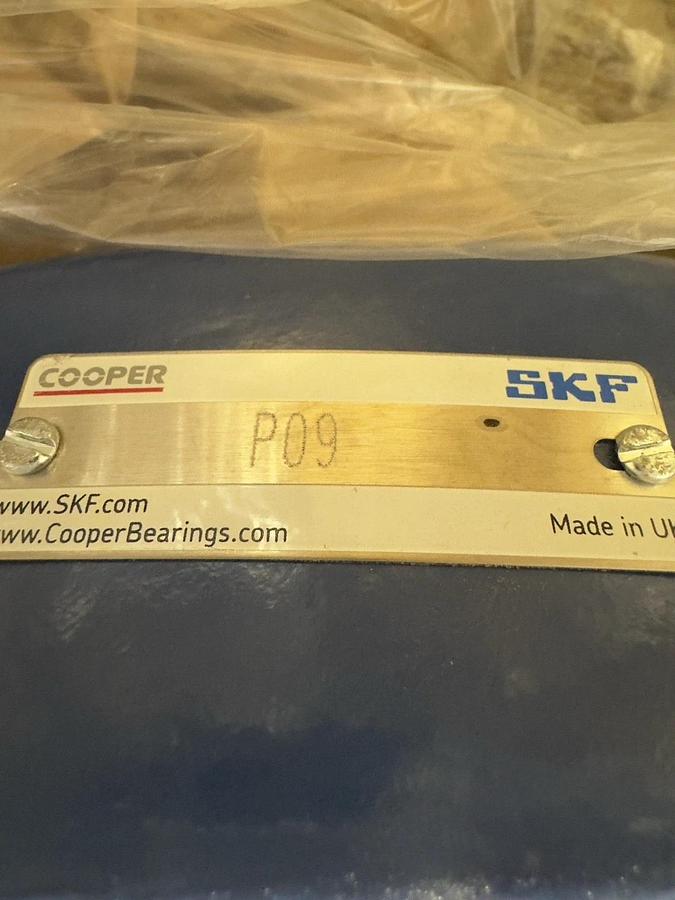 COOPER SKF
P09
www.SKF.com
www.CooperBearings.com
Made in UK